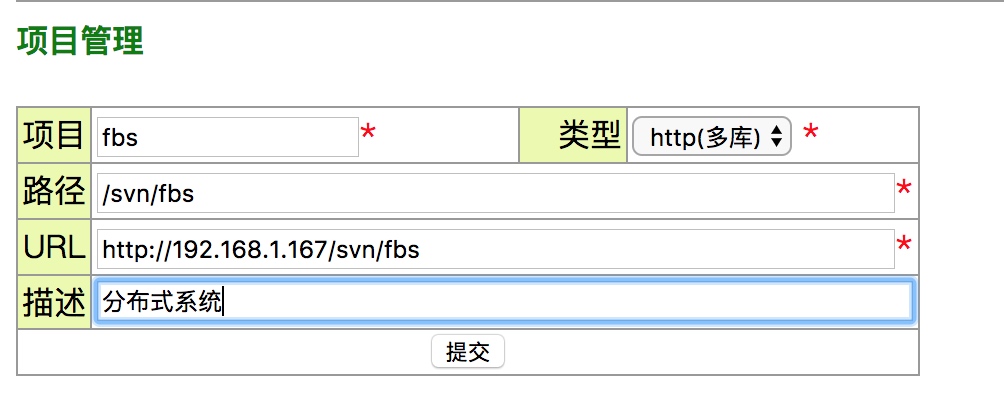 项目管理
项目 fbs * 类型 http(多库) *
路径 /svn/fbs *
URL http://192.168.1.167/svn/fbs *
描述 分布式系统
提交